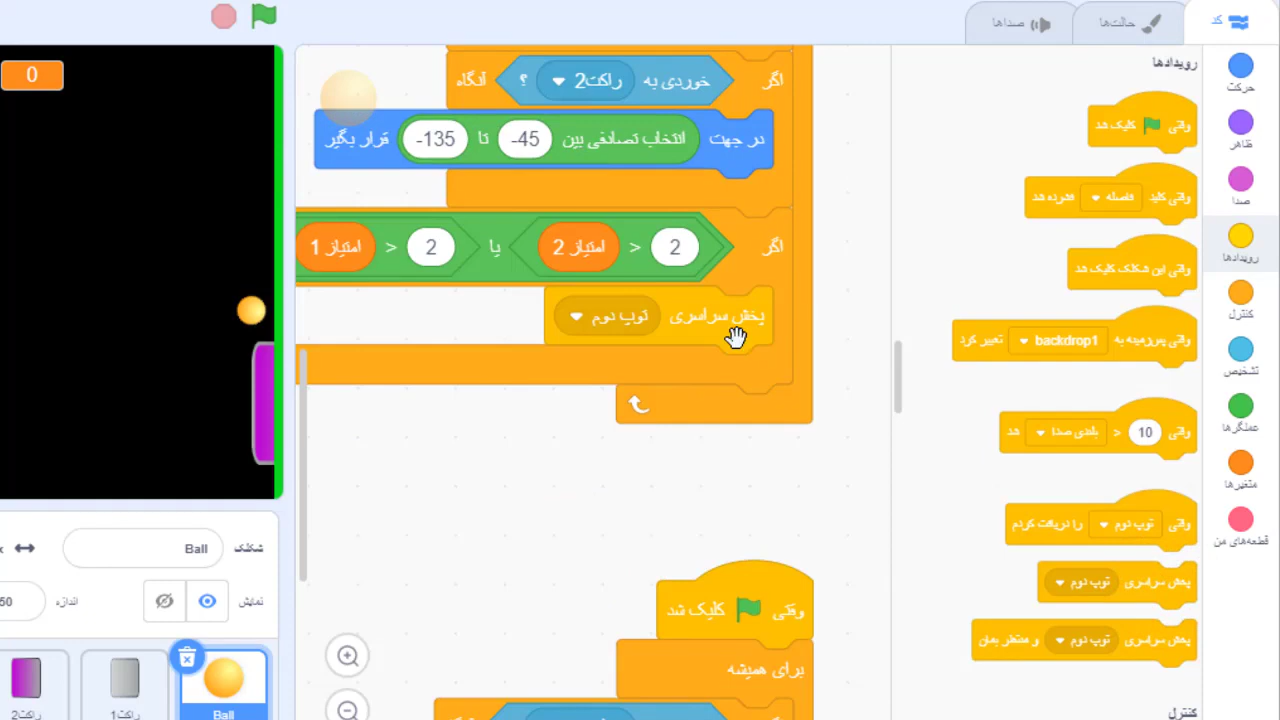 کد
حالت‌ها
صداها
حرکت
ظاهر
صدا
رویدادها
کنترل
تشخیص
عملگرها
متغیرها
قطعه‌های من
رویدادها
وقتی کلیک شد
وقتی کلید فاصله فشرده شد
وقتی این شکلک کلیک شد
وقتی پس‌زمینه به backdrop1 تغییر کرد
وقتی بلندی صدا > 10 شد
وقتی توپ دوم را دریافت کردم
پخش سراسری توپ دوم
پخش سراسری توپ دوم و منتظر بمان
کنترل
اگر خوردی به راکت2 ؟ آنگاه
در جهت انتخاب تصادفی بین -45 تا -135 قرار بگیر
اگر 2 < امتیاز 2 یا 2 < امتیاز 1
پخش سراسری توپ دوم
وقتی کلیک شد
برای همیشه
0
شکلک Ball
نمایش
اندازه 50
Ball
راکت1
راکت2